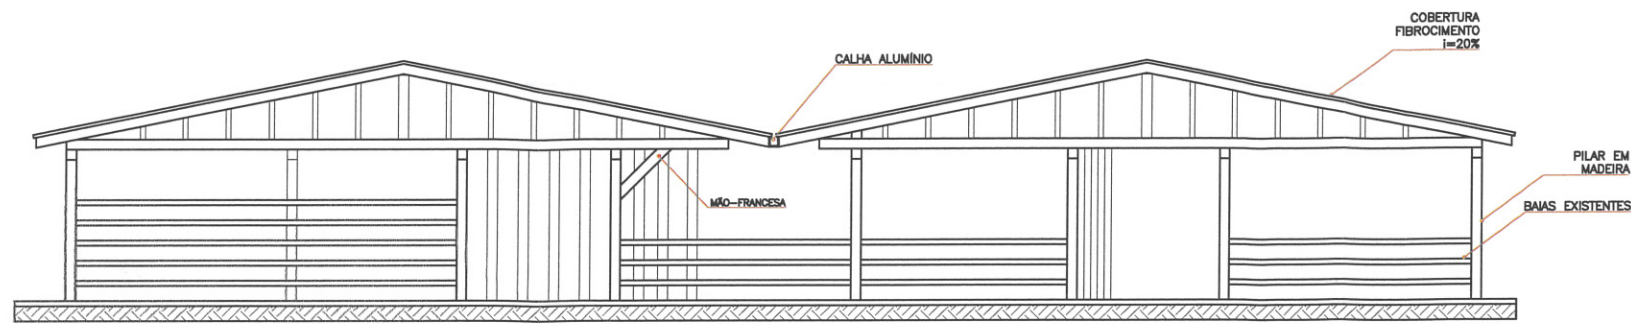 COBERTURA
FIBROCIMENTO
i=20%
CALHA ALUMÍNIO
PILAR EM
MADEIRA
MÃO-FRANCESA
BAIAS EXISTENTES